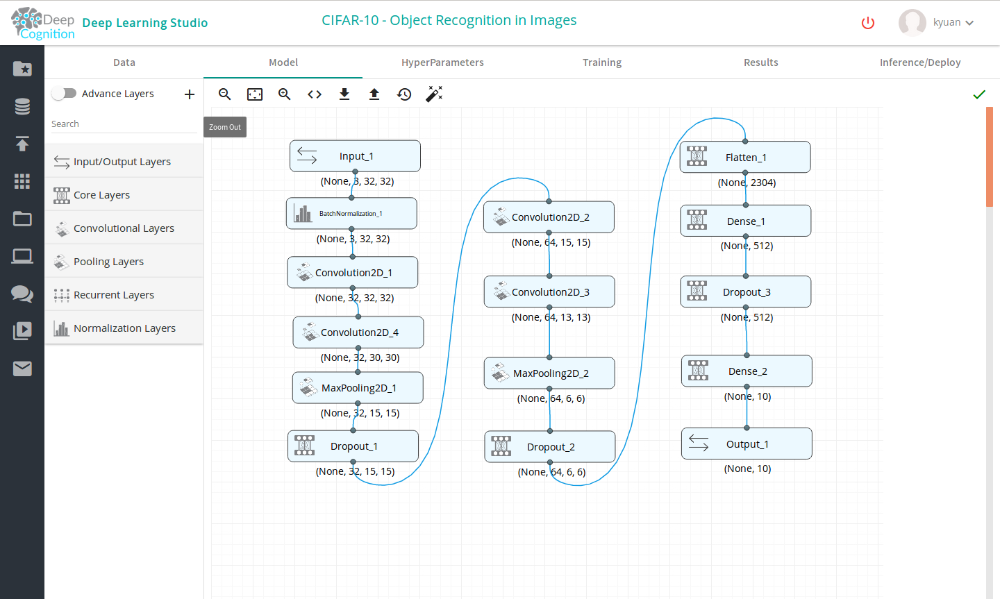 Deep
Cognition
Deep Learning Studio
CIFAR-10 - Object Recognition in Images
kyuan
Data
Model
HyperParameters
Training
Results
Inference/Deploy
Advance Layers
Search
Input/Output Layers
Core Layers
Convolutional Layers
Pooling Layers
Recurrent Layers
Normalization Layers
Zoom Out
Input_1
(None, 3, 32, 32)
BatchNormalization_1
(None, 3, 32, 32)
Convolution2D_1
(None, 32, 32, 32)
Convolution2D_4
(None, 32, 30, 30)
MaxPooling2D_1
(None, 32, 15, 15)
Dropout_1
(None, 32, 15, 15)
Convolution2D_2
(None, 64, 15, 15)
Convolution2D_3
(None, 64, 13, 13)
MaxPooling2D_2
(None, 64, 6, 6)
Dropout_2
(None, 64, 6, 6)
Flatten_1
(None, 2304)
Dense_1
(None, 512)
Dropout_3
(None, 512)
Dense_2
(None, 10)
Output_1
(None, 10)